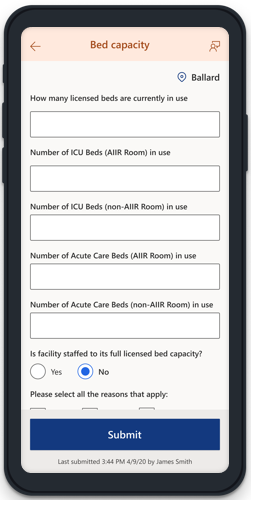 Bed capacity
Ballard
How many licensed beds are currently in use
Number of ICU Beds (AIIR Room) in use
Number of ICU Beds (non-AIIR Room) in use
Number of Acute Care Beds (AIIR Room) in use
Number of Acute Care Beds (non-AIIR Room) in use
Is facility staffed to its full licensed bed capacity?
Yes No
Please select all the reasons that apply:
Submit
Last submitted 3:44 PM 4/9/20 by James Smith